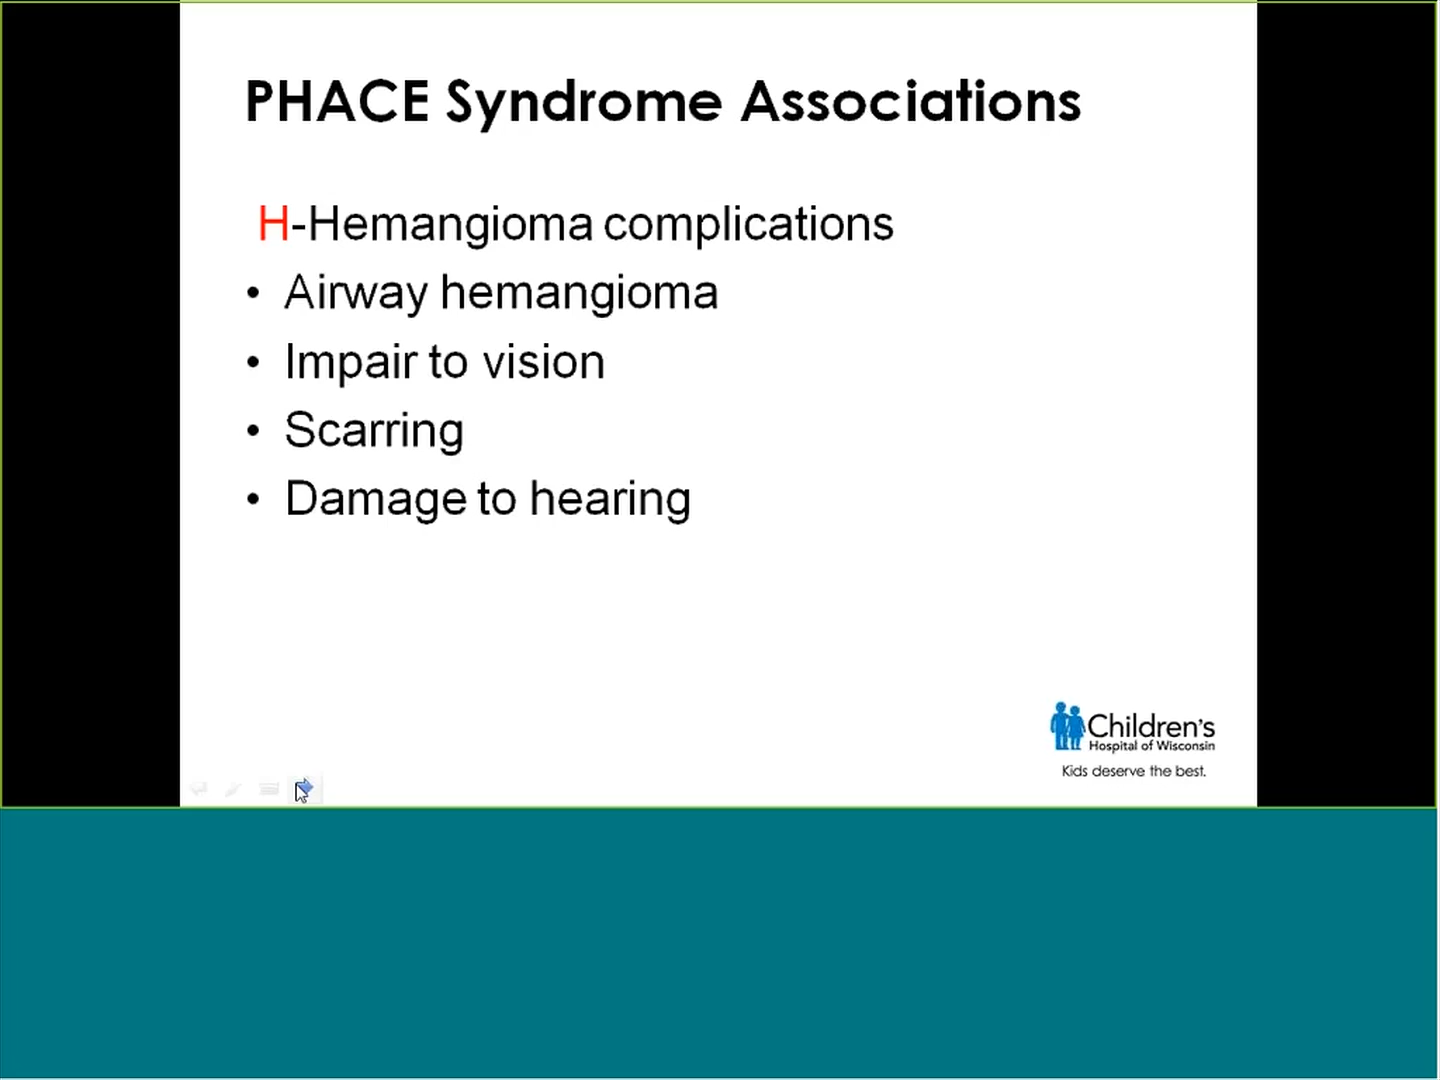 PHACE Syndrome Associations
H-Hemangioma complications
• Airway hemangioma
• Impair to vision
• Scarring
• Damage to hearing
Children's
Hospital of Wisconsin
Kids deserve the best.